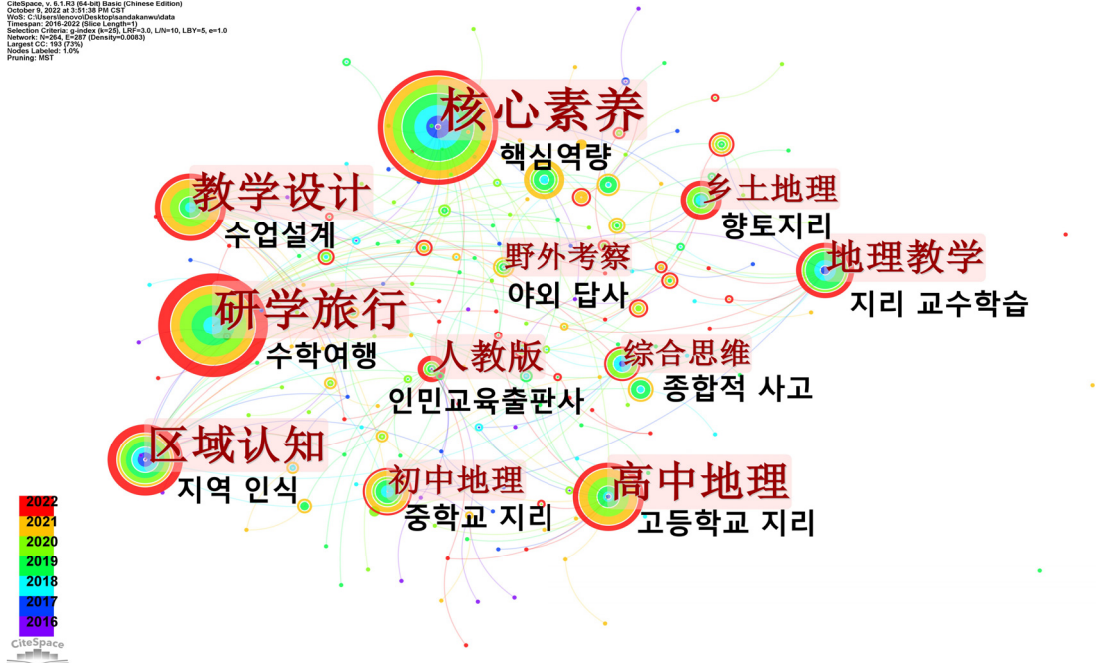 CiteSpace, v. 6.1.R3 (64-bit) Basic (Chinese Edition)
October 9, 2022 at 3:51:38 PM CST
WoS: C:\Users\lenovo\Desktop\sandakanwu\data
Timespan: 2016-2022 (Slice Length=1)
Selection Criteria: g-index (k=25), LRF=3.0, L/N=10, LBY=5, e=1.0
Network: N=264, E=287 (Density=0.0083)
Largest CC: 193 (73%)
Nodes Labeled: 1.0%
Pruning: MST
核心素养
핵심역량
教学设计
수업설계
乡土地理
향토지리
野外考察
야외 답사
地理教学
지리 교수학습
研学旅行
수학여행
人教版
인민교육출판사
综合思维
종합적 사고
区域认知
지역 인식
初中地理
중학교 지리
高中地理
고등학교 지리
2022
2021
2020
2019
2018
2017
2016
CiteSpace